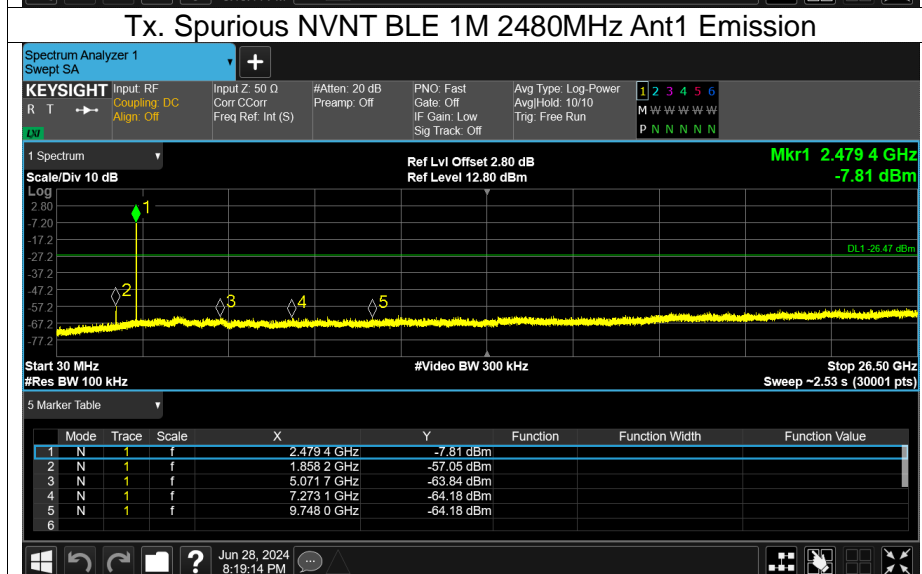 Tx. Spurious NVNT BLE 1M 2480MHz Ant1 Emission
Spectrum Analyzer 1
Swept SA
+
KEYSIGHT
R T
LXI
Input: RF
Coupling: DC
Align: Off
Input Z: 50 Ω
Corr CCorr
Freq Ref: Int (S)
#Atten: 20 dB
Preamp: Off
PNO: Fast
Gate: Off
IF Gain: Low
Sig Track: Off
Avg Type: Log-Power
Avg|Hold: 10/10
Trig: Free Run
1 2 3 4 5 6
M W W W W W
P N N N N N
1 Spectrum
Scale/Div 10 dB
Ref Lvl Offset 2.80 dB
Ref Level 12.80 dBm
Mkr1 2.479 4 GHz
-7.81 dBm
Log
2.80
-7.20
-17.2
-27.2
-37.2
-47.2
-57.2
-67.2
-77.2
1
2
3
4
5
DL1 -26.47 dBm
Start 30 MHz
#Res BW 100 kHz
#Video BW 300 kHz
Stop 26.50 GHz
Sweep ~2.53 s (30001 pts)
5 Marker Table
Mode Trace Scale X Y Function Function Width Function Value
1 N 1 f 2.479 4 GHz -7.81 dBm
2 N 1 f 1.858 2 GHz -57.05 dBm
3 N 1 f 5.071 7 GHz -63.84 dBm
4 N 1 f 7.273 1 GHz -64.18 dBm
5 N 1 f 9.748 0 GHz -64.18 dBm
6
?
Jun 28, 2024
8:19:14 PM